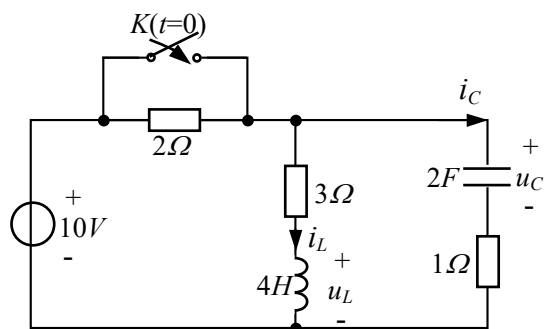 K(t=0)
2Ω
i_C
+
10V
-
3Ω
i_L
4H
+
u_L
-
2F
+
u_C
-
1Ω